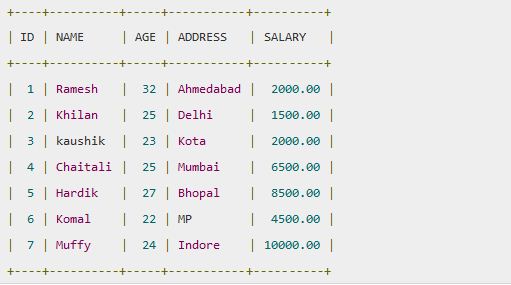 +----+----------+-----+-----------+----------+
| ID | NAME     | AGE | ADDRESS   | SALARY   |
+----+----------+-----+-----------+----------+
|  1 | Ramesh   |  32 | Ahmedabad |  2000.00 |
|  2 | Khilan   |  25 | Delhi     |  1500.00 |
|  3 | kaushik  |  23 | Kota      |  2000.00 |
|  4 | Chaitali |  25 | Mumbai    |  6500.00 |
|  5 | Hardik   |  27 | Bhopal    |  8500.00 |
|  6 | Komal    |  22 | MP        |  4500.00 |
|  7 | Muffy    |  24 | Indore    | 10000.00 |
+----+----------+-----+-----------+----------+